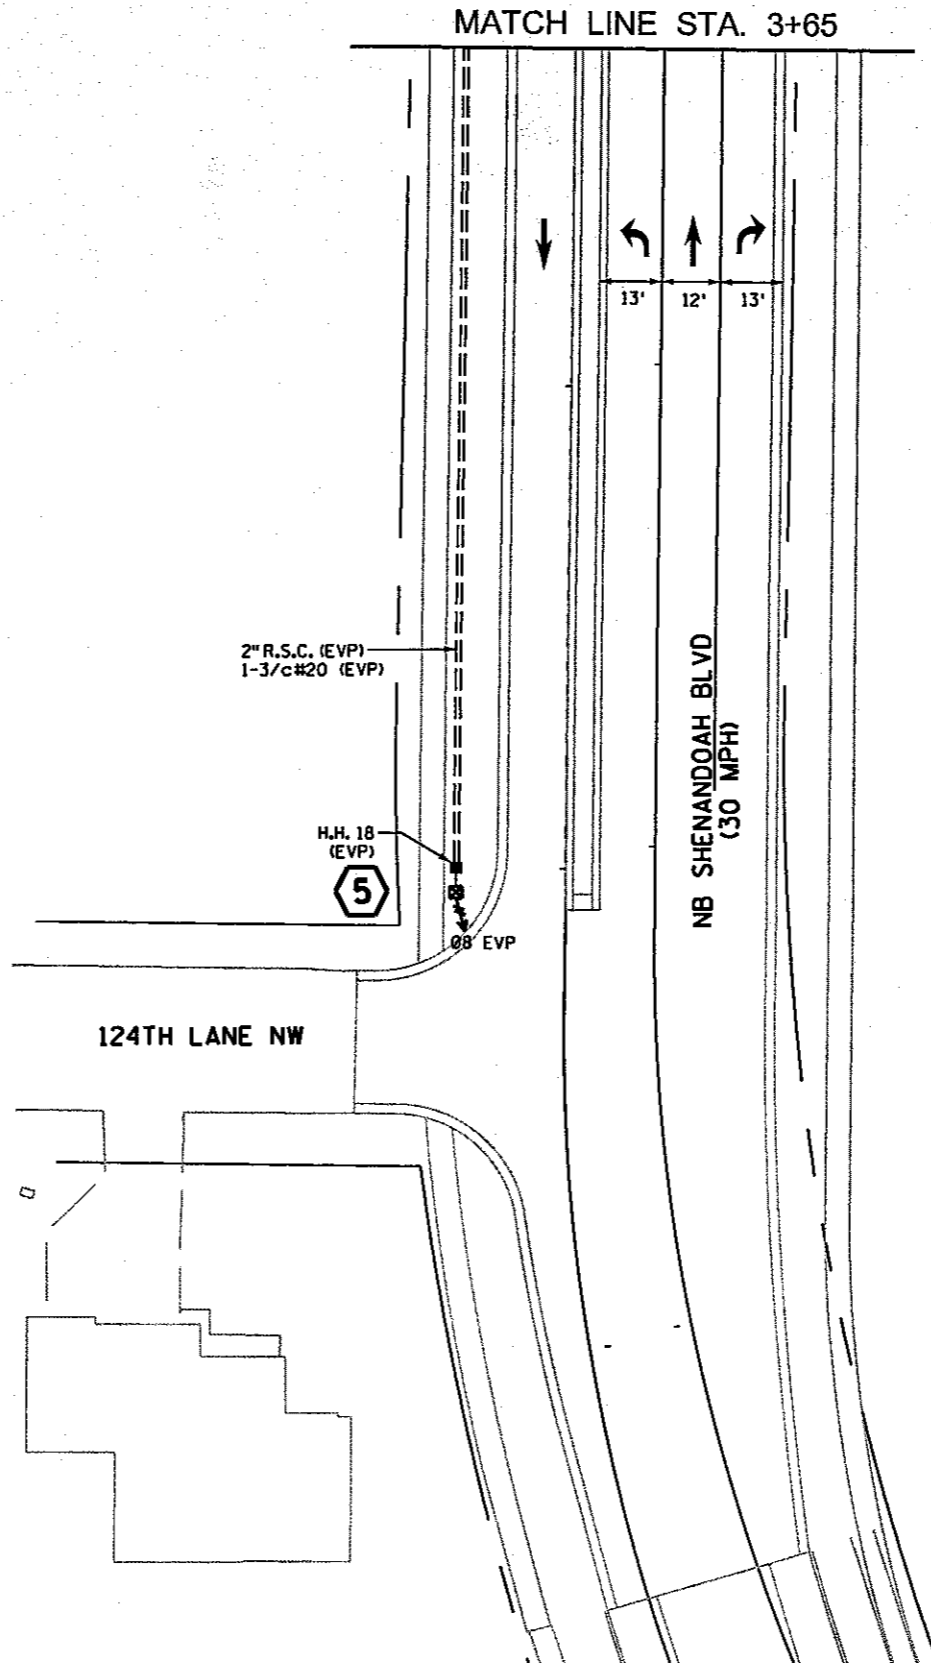 MATCH LINE STA. 3+65
13' 12' 13'
2" R.S.C. (EVP)
1-3/c#20 (EVP)
NB SHENANDOAH BLVD
(30 MPH)
H.H. 18
(EVP)
5
Ø8 EVP
124TH LANE NW